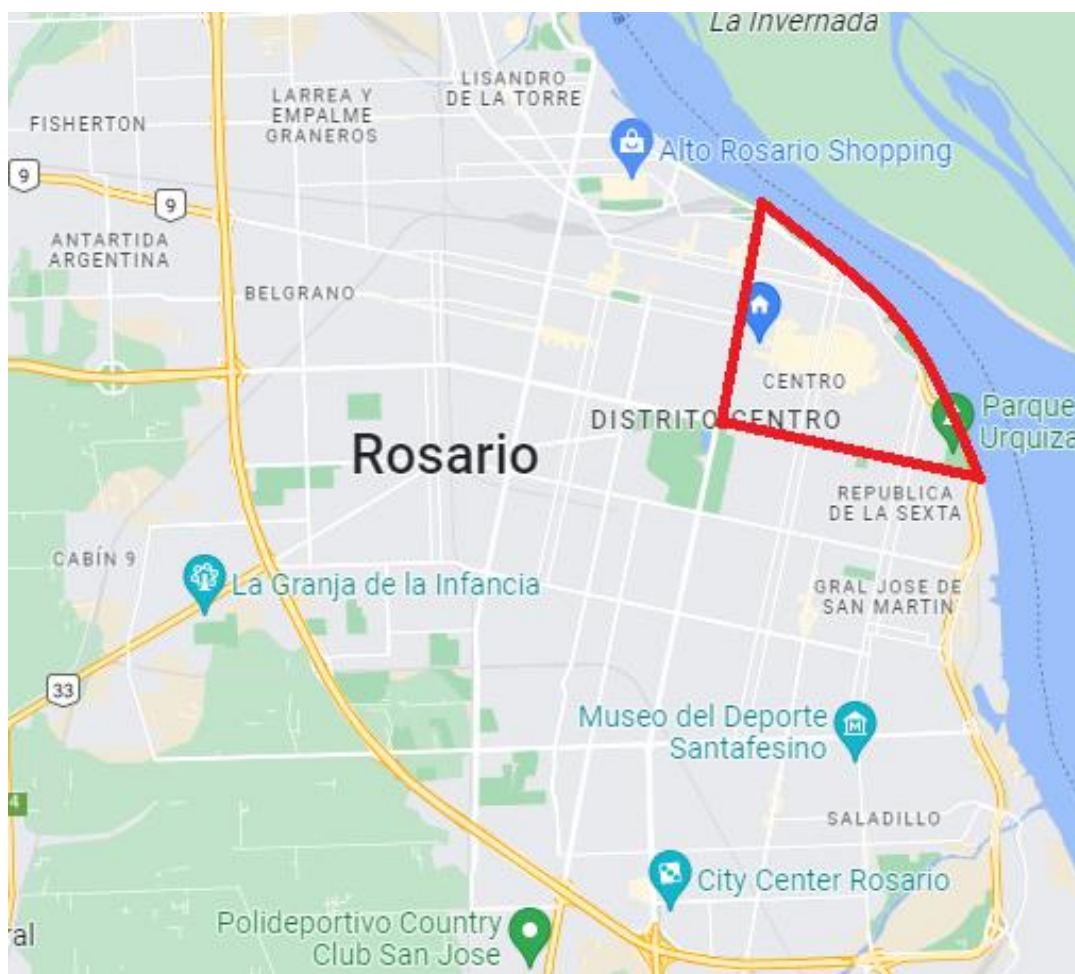 La Invernada
LISANDRO
DE LA TORRE
LARREA Y
EMPALME
GRANEROS
FISHERTON
Alto Rosario Shopping
9
9
ANTARTIDA
ARGENTINA
BELGRANO
CENTRO
DISTRITO CENTRO
Parque
Urquiza
Rosario
REPUBLICA
DE LA SEXTA
CABÍN 9
La Granja de la Infancia
GRAL JOSE DE
SAN MARTIN
33
Museo del Deporte
Santafesino
M
4
SALADILLO
City Center Rosario
Polideportivo Country
Club San Jose
ral